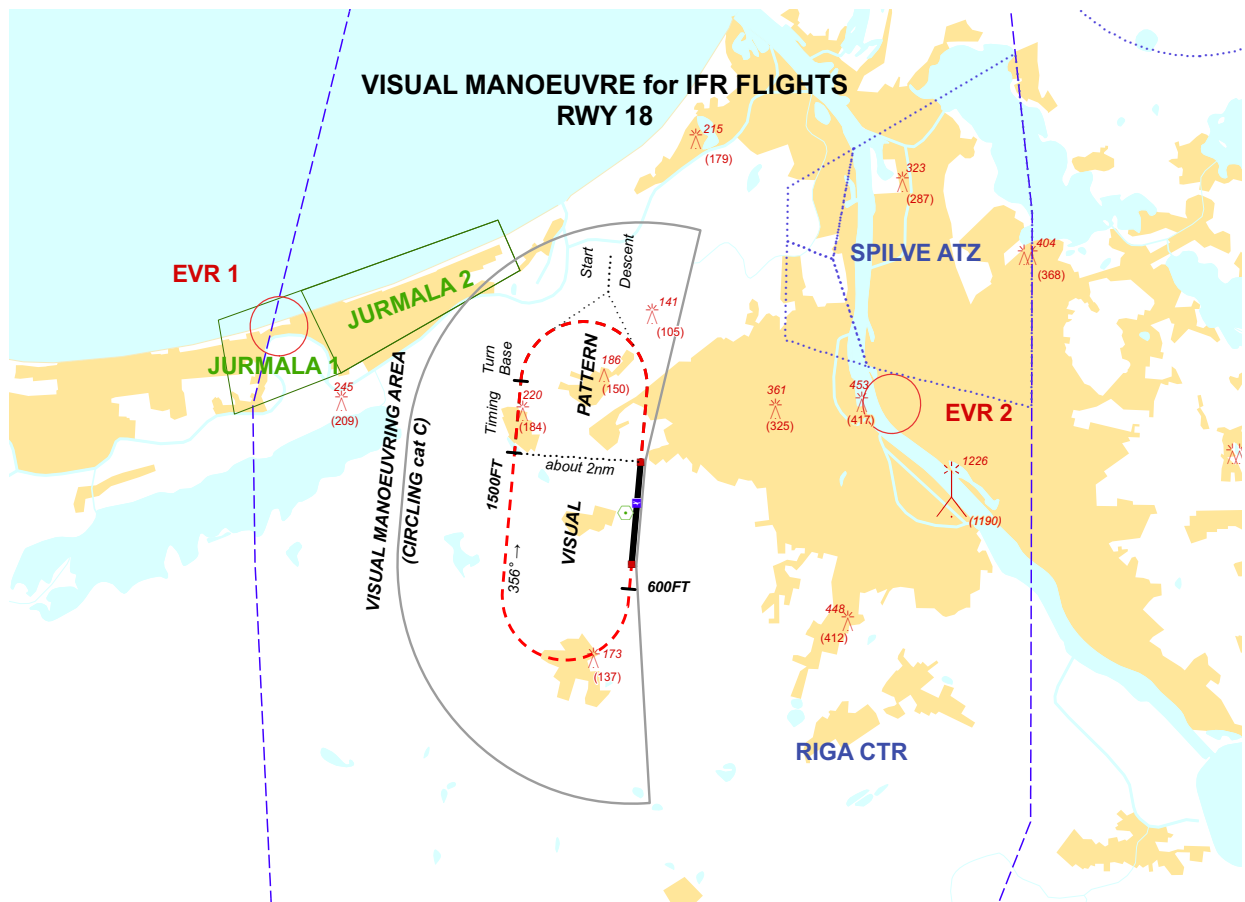 VISUAL MANOEUVRE for IFR FLIGHTS
RWY 18
215
(179)
323
(287)
404
(368)
SPILVE ATZ
EVR 1
JURMALA 2
JURMALA 1
245
(209)
Start
Descent
141
(105)
Turn
Base
PATTERN
186
(150)
Timing
220
(184)
361
(325)
453
(417)
EVR 2
VISUAL MANOEUVRING AREA
(CIRCLING cat C)
1500FT
about 2nm
VISUAL
1226
(1190)
356° →
600FT
448
(412)
173
(137)
RIGA CTR